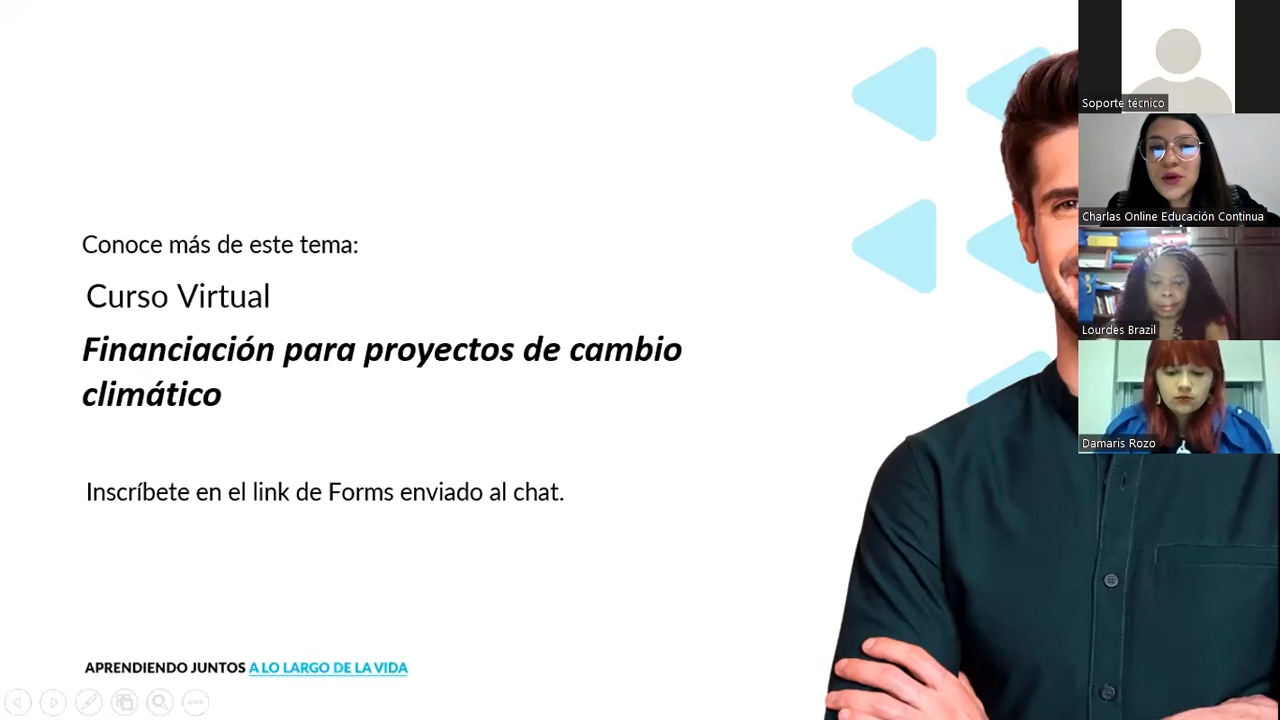 Conoce más de este tema:
Curso Virtual
Financiación para proyectos de cambio
climático
Inscríbete en el link de Forms enviado al chat.
APRENDIENDO JUNTOS A LO LARGO DE LA VIDA
Soporte técnico
Charlas Online Educación Continua
Lourdes Brazil
Damaris Rozo